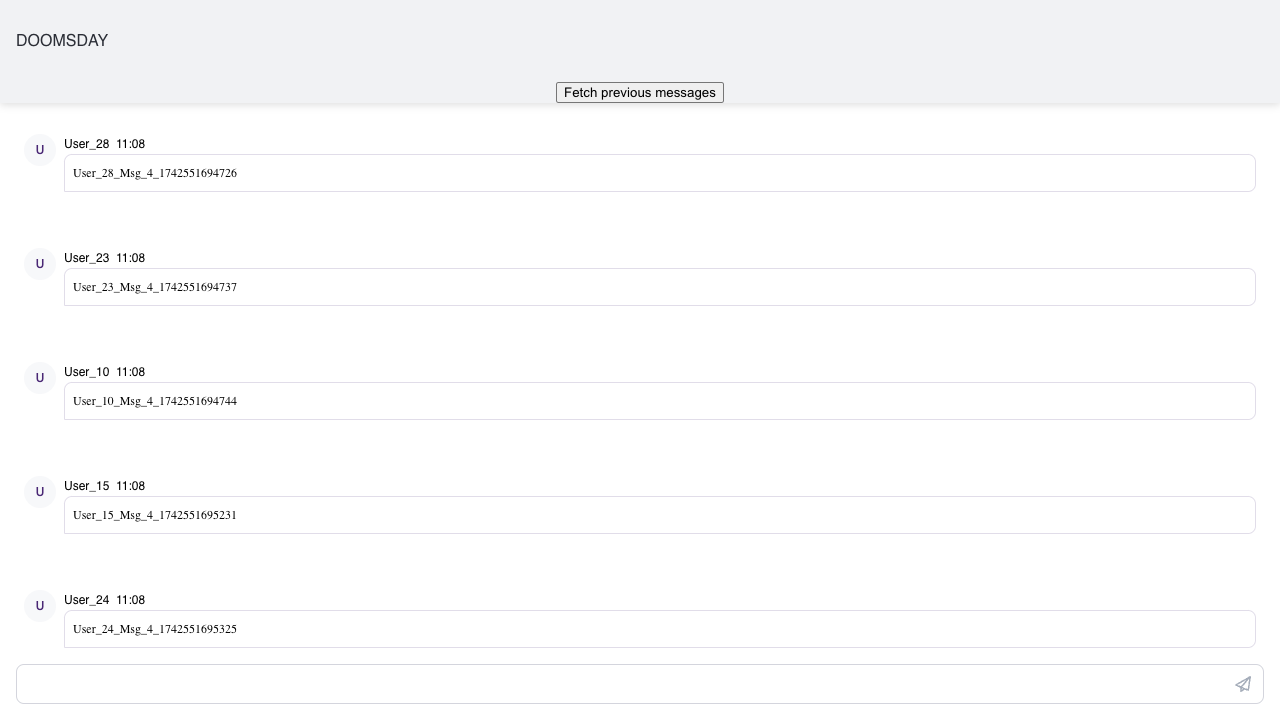 DOOMSDAY
Fetch previous messages
U
User_28 11:08
User_28_Msg_4_1742551694726
U
User_23 11:08
User_23_Msg_4_1742551694737
U
User_10 11:08
User_10_Msg_4_1742551694744
U
User_15 11:08
User_15_Msg_4_1742551695231
U
User_24 11:08
User_24_Msg_4_1742551695325